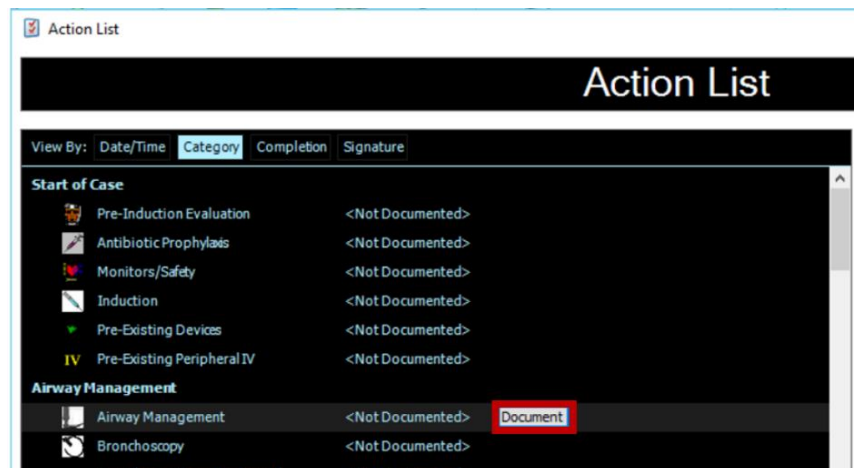 Action List
Action List
View By: Date/Time Category Completion Signature
Start of Case
Pre-Induction Evaluation <Not Documented>
Antibiotic Prophylaxis <Not Documented>
Monitors/Safety <Not Documented>
Induction <Not Documented>
Pre-Existing Devices <Not Documented>
IV Pre-Existing Peripheral IV <Not Documented>
Airway Management
Airway Management <Not Documented> Document
Bronchoscopy <Not Documented>